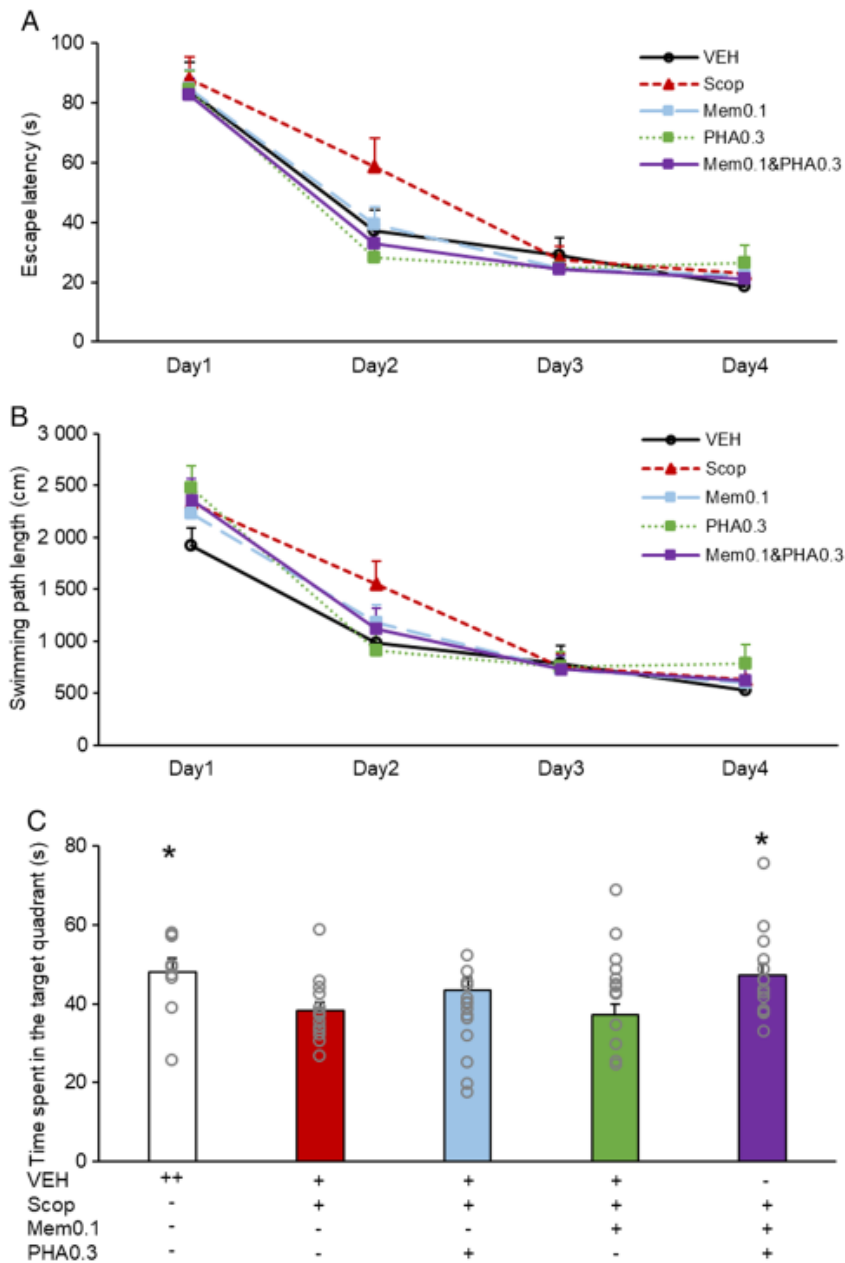 A
Escape latency (s)
100
80
60
40
20
0
Day1 Day2 Day3 Day4
VEH
Scop
Mem0.1
PHA0.3
Mem0.1&PHA0.3
B
Swimming path length (cm)
3 000
2 500
2 000
1 500
1 000
500
0
Day1 Day2 Day3 Day4
VEH
Scop
Mem0.1
PHA0.3
Mem0.1&PHA0.3
C
Time spent in the target quadrant (s)
80
60
40
20
0
* *
VEH ++ + + + -
Scop - + + + +
Mem0.1 - - - + +
PHA0.3 - - + - +